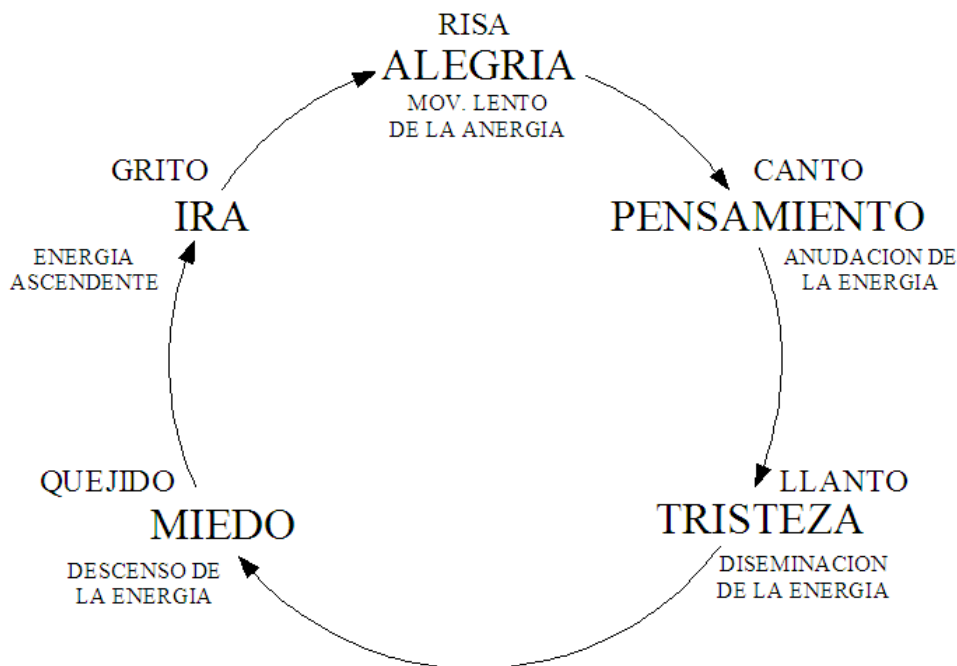 RISA
ALEGRIA
MOV. LENTO
DE LA ANERGIA
GRITO
IRA
ENERGIA
ASCENDENTE
CANTO
PENSAMIENTO
ANUDACION DE
LA ENERGIA
QUEJIDO
MIEDO
DESCENSO DE
LA ENERGIA
LLANTO
TRISTEZA
DISEMINACION
DE LA ENERGIA